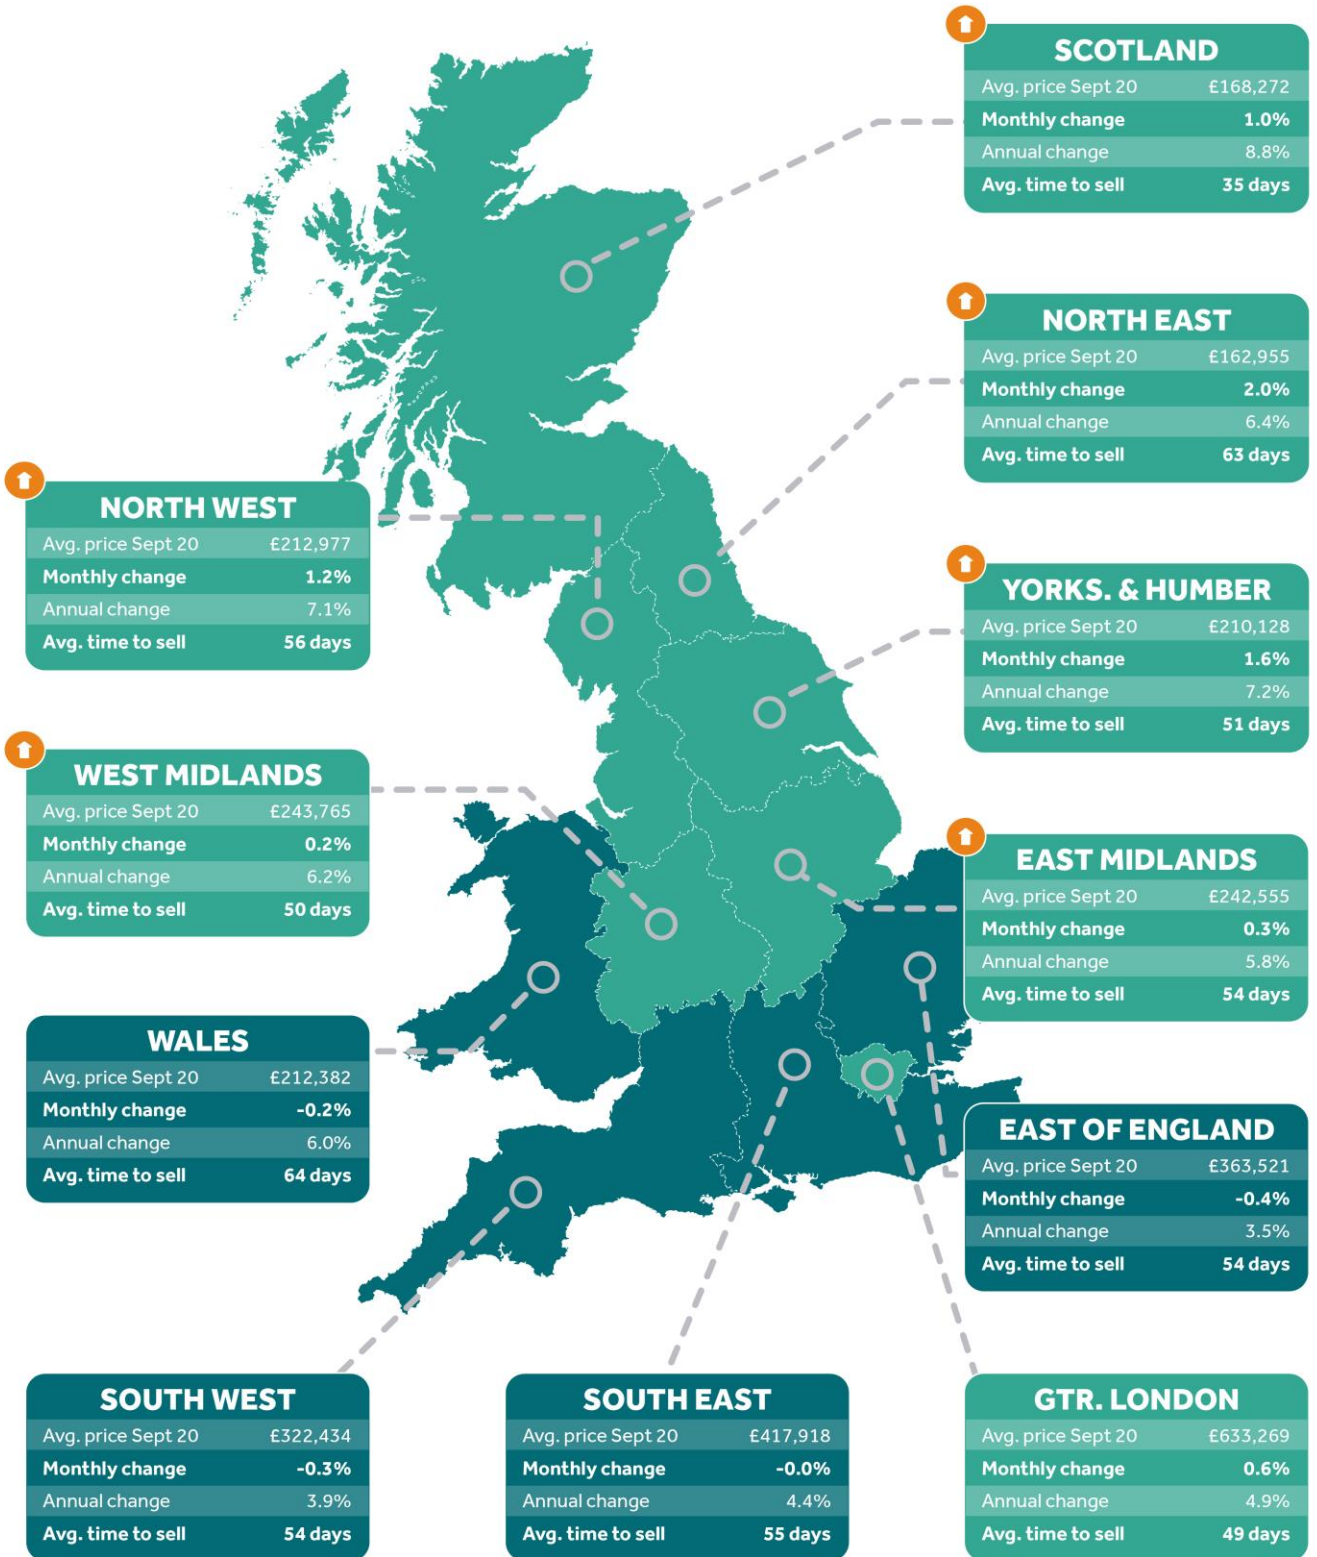 SCOTLAND
Avg. price Sept 20 £168,272
Monthly change 1.0%
Annual change 8.8%
Avg. time to sell 35 days
NORTH EAST
Avg. price Sept 20 £162,955
Monthly change 2.0%
Annual change 6.4%
Avg. time to sell 63 days
NORTH WEST
Avg. price Sept 20 £212,977
Monthly change 1.2%
Annual change 7.1%
Avg. time to sell 56 days
YORKS. & HUMBER
Avg. price Sept 20 £210,128
Monthly change 1.6%
Annual change 7.2%
Avg. time to sell 51 days
WEST MIDLANDS
Avg. price Sept 20 £243,765
Monthly change 0.2%
Annual change 6.2%
Avg. time to sell 50 days
EAST MIDLANDS
Avg. price Sept 20 £242,555
Monthly change 0.3%
Annual change 5.8%
Avg. time to sell 54 days
WALES
Avg. price Sept 20 £212,382
Monthly change -0.2%
Annual change 6.0%
Avg. time to sell 64 days
EAST OF ENGLAND
Avg. price Sept 20 £363,521
Monthly change -0.4%
Annual change 3.5%
Avg. time to sell 54 days
SOUTH WEST
Avg. price Sept 20 £322,434
Monthly change -0.3%
Annual change 3.9%
Avg. time to sell 54 days
SOUTH EAST
Avg. price Sept 20 £417,918
Monthly change -0.0%
Annual change 4.4%
Avg. time to sell 55 days
GTR. LONDON
Avg. price Sept 20 £633,269
Monthly change 0.6%
Annual change 4.9%
Avg. time to sell 49 days